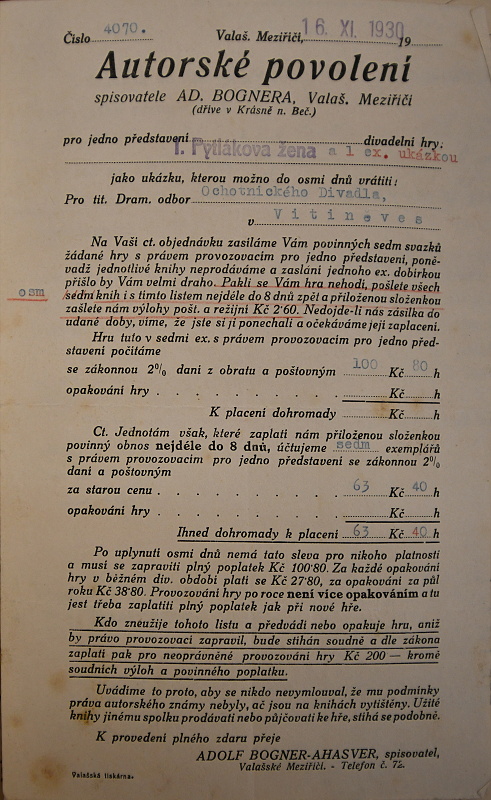 Číslo 4070. Valaš. Meziříčí, 16 XI. 1930 19
Autorské povolení
spisovatele AD. BOGNERA, Valaš. Meziříčí
(dříve v Krásně n. Beč.)
pro jedno představení divadelní hry:
I. Pytlákova žena a 1 ex. ukázkou
jako ukázku, kterou možno do osmi dnů vrátiti:
Pro tit. Dram. odbor Ochotnického Divadla,
v Vitiněves
Na Vaši ct. objednávku zasíláme Vám povinných sedm svazků
žádané hry s právem provozovacím pro jedno představení, poně-
vadž jednotlivé knihy neprodáváme a zaslání jednoho ex. dobírkou
přišlo by Vám velmi draho. Pakli se Vám hra nehodí, pošlete všech
osm sedm knih i s tímto listem nejdéle do 8 dnů zpět a přiloženou složenkou
zašlete nám výlohy pošt. a režijní Kč 2·60. Nedojde-li nás zásilka do
udané doby, víme, že jste si ji ponechali a očekáváme její zaplacení.
Hru tuto v sedmi ex. s právem provozovacím pro jedno před-
stavení počítáme
se zákonnou 2% daní z obratu a poštovným 100 Kč 80 h
opakování hry . . . . . . . . . . Kč h
K placení dohromady Kč h
Ct. Jednotám však, které zaplatí nám přiloženou složenkou
povinný obnos nejdéle do 8 dnů, účtujeme sedm exemplářů
s právem provozovacím pro jedno představení se zákonnou 2%
daní a poštovným
za starou cenu . . . . . . . . . . 63 Kč 40 h
opakování hry . . . . . . . . . . Kč h
Ihned dohromady k placení 63 Kč 40 h
Po uplynutí osmi dnů nemá tato sleva pro nikoho platnosti
a musí se zapraviti plný poplatek Kč 100·80. Za každé opakování
hry v běžném div. období platí se Kč 27·80, za opakování za půl
roku Kč 38·80. Provozování hry po roce není více opakováním a tu
jest třeba zaplatiti plný poplatek jak při nové hře.
Kdo zneužije tohoto listu a předvádí nebo opakuje hru, aniž
by právo provozovací zapravil, bude stíhán soudně a dle zákona
zaplatí pak pro neoprávněné provozování hry Kč 200 — kromě
soudních výloh a povinného poplatku.
Uvádíme to proto, aby se nikdo nevymlouval, že mu podmínky
práva autorského známy nebyly, ač jsou na knihách vytištěny. Užité
knihy jinému spolku prodávati nebo půjčovati ke hře, stíhá se podobně.
K provedení plného zdaru přeje
ADOLF BOGNER-AHASVER, spisovatel,
Valašské Meziříčí. - Telefon č. 72.
Valašská tiskárna.